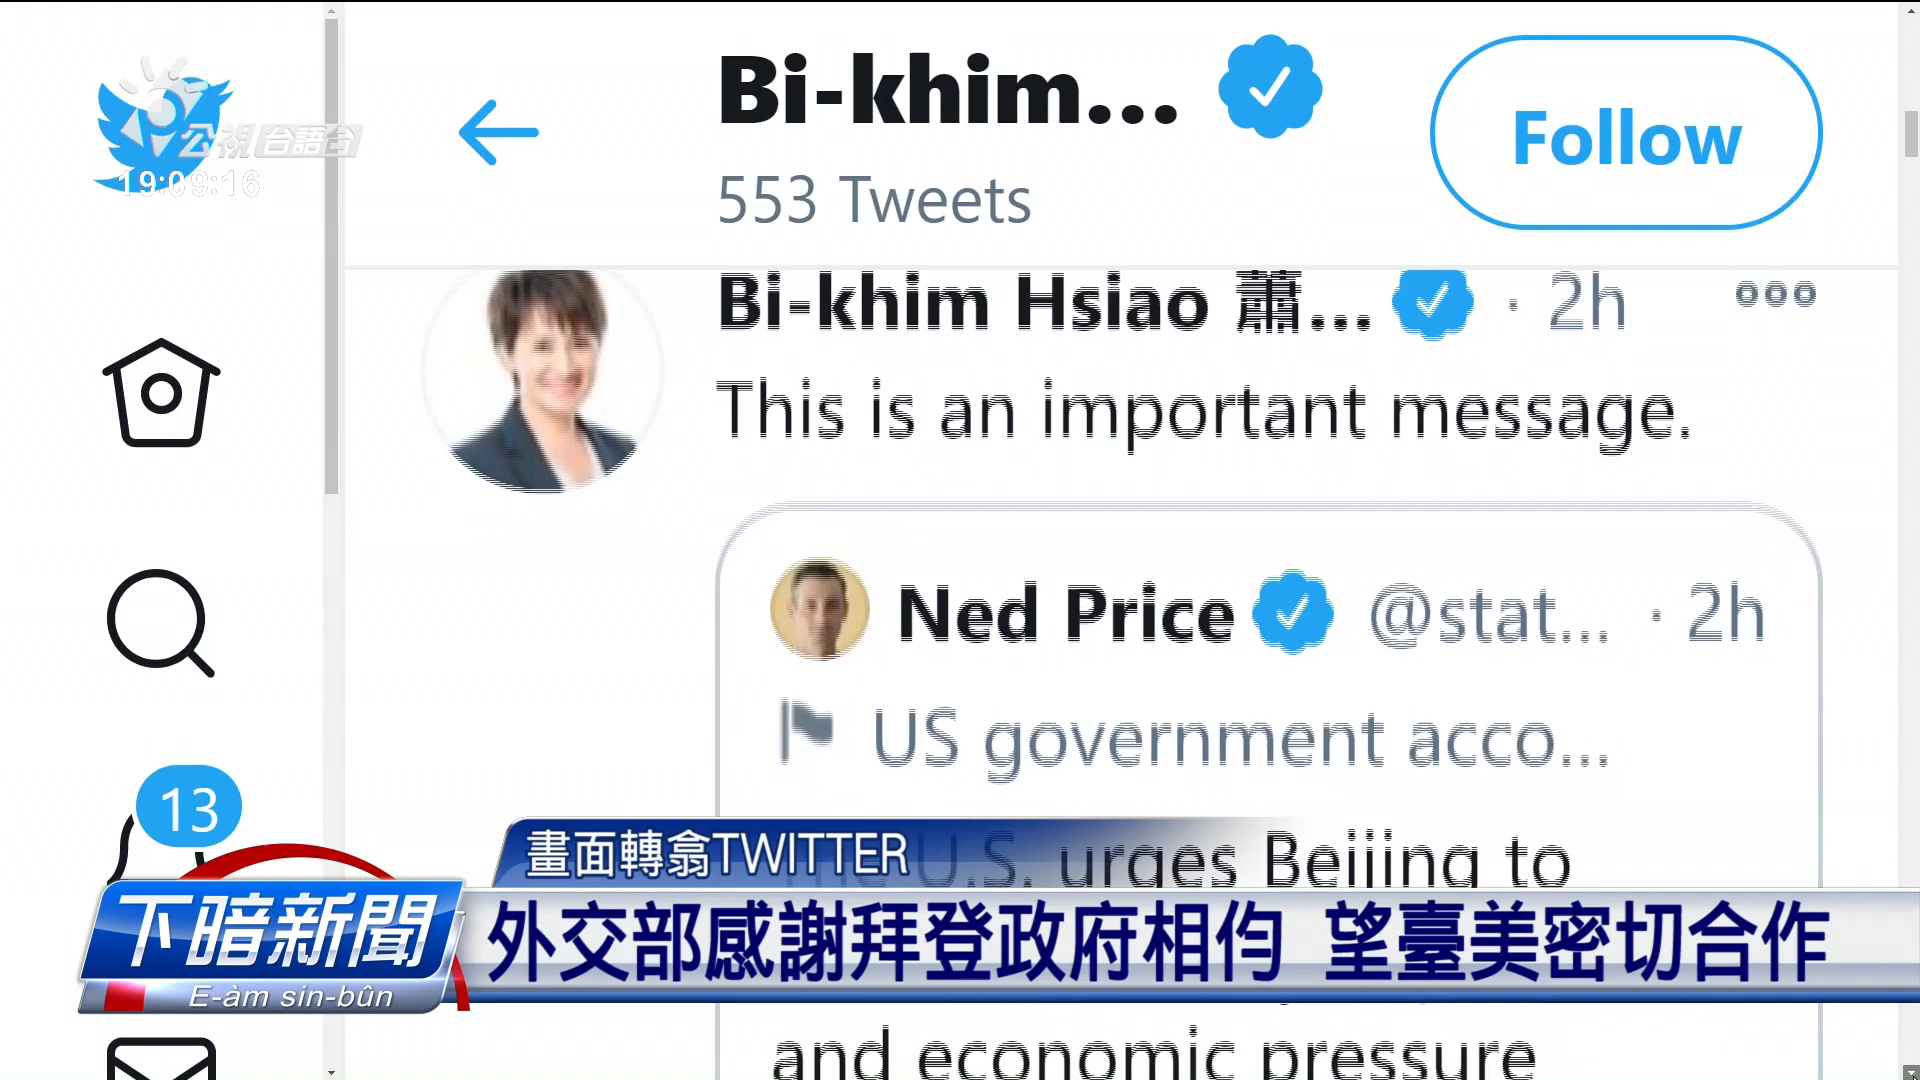 公視台語台
19:09:16
Bi-khim...
Follow
553 Tweets
Bi-khim Hsiao 蕭... · 2h
This is an important message.
Ned Price @stat... · 2h
US government acco...
13
U.S. urges Beijing to
畫面轉翕TWITTER
下暗新聞
E-àm sin-bûn
外交部感謝拜登政府相伨 望臺美密切合作
and economic pressure